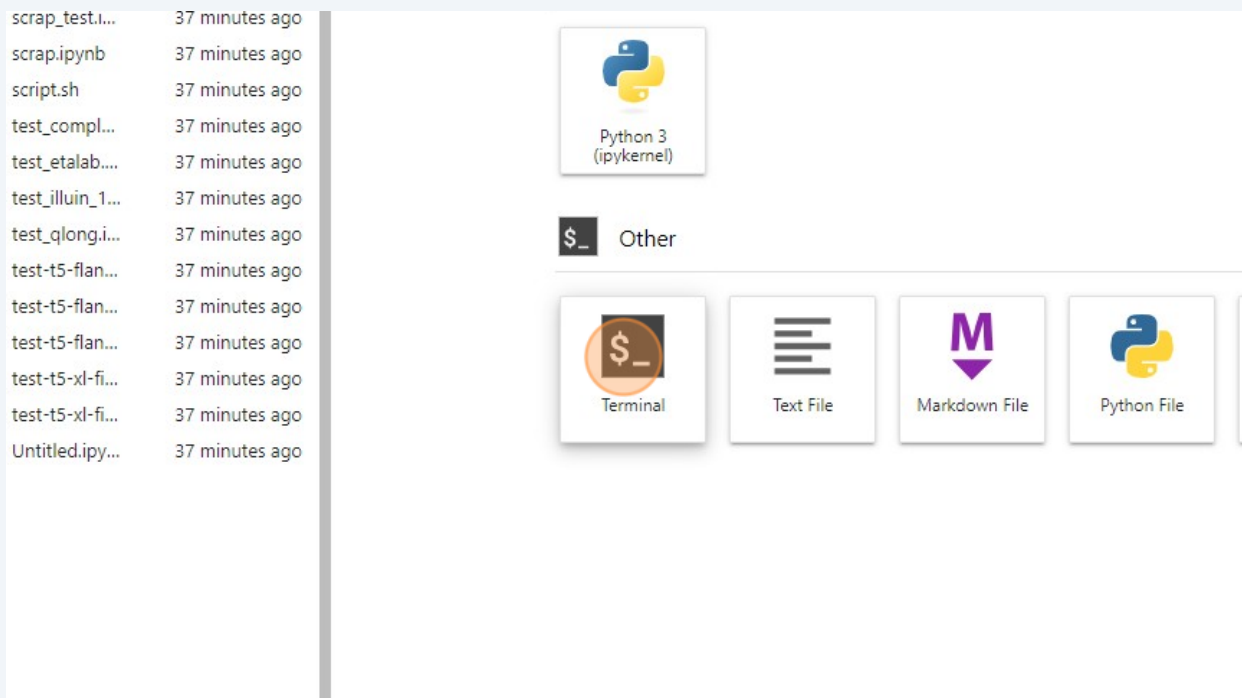 scrap_test.i... 37 minutes ago
scrap.ipynb 37 minutes ago
script.sh 37 minutes ago
test_compl... 37 minutes ago
test_etalab.... 37 minutes ago
test_illuin_1... 37 minutes ago
test_qlong.i... 37 minutes ago
test-t5-flan... 37 minutes ago
test-t5-flan... 37 minutes ago
test-t5-flan... 37 minutes ago
test-t5-xl-fi... 37 minutes ago
test-t5-xl-fi... 37 minutes ago
Untitled.ipy... 37 minutes ago
Python 3
(ipykernel)
$_ Other
$_
Terminal
Text File
M
Markdown File
Python File